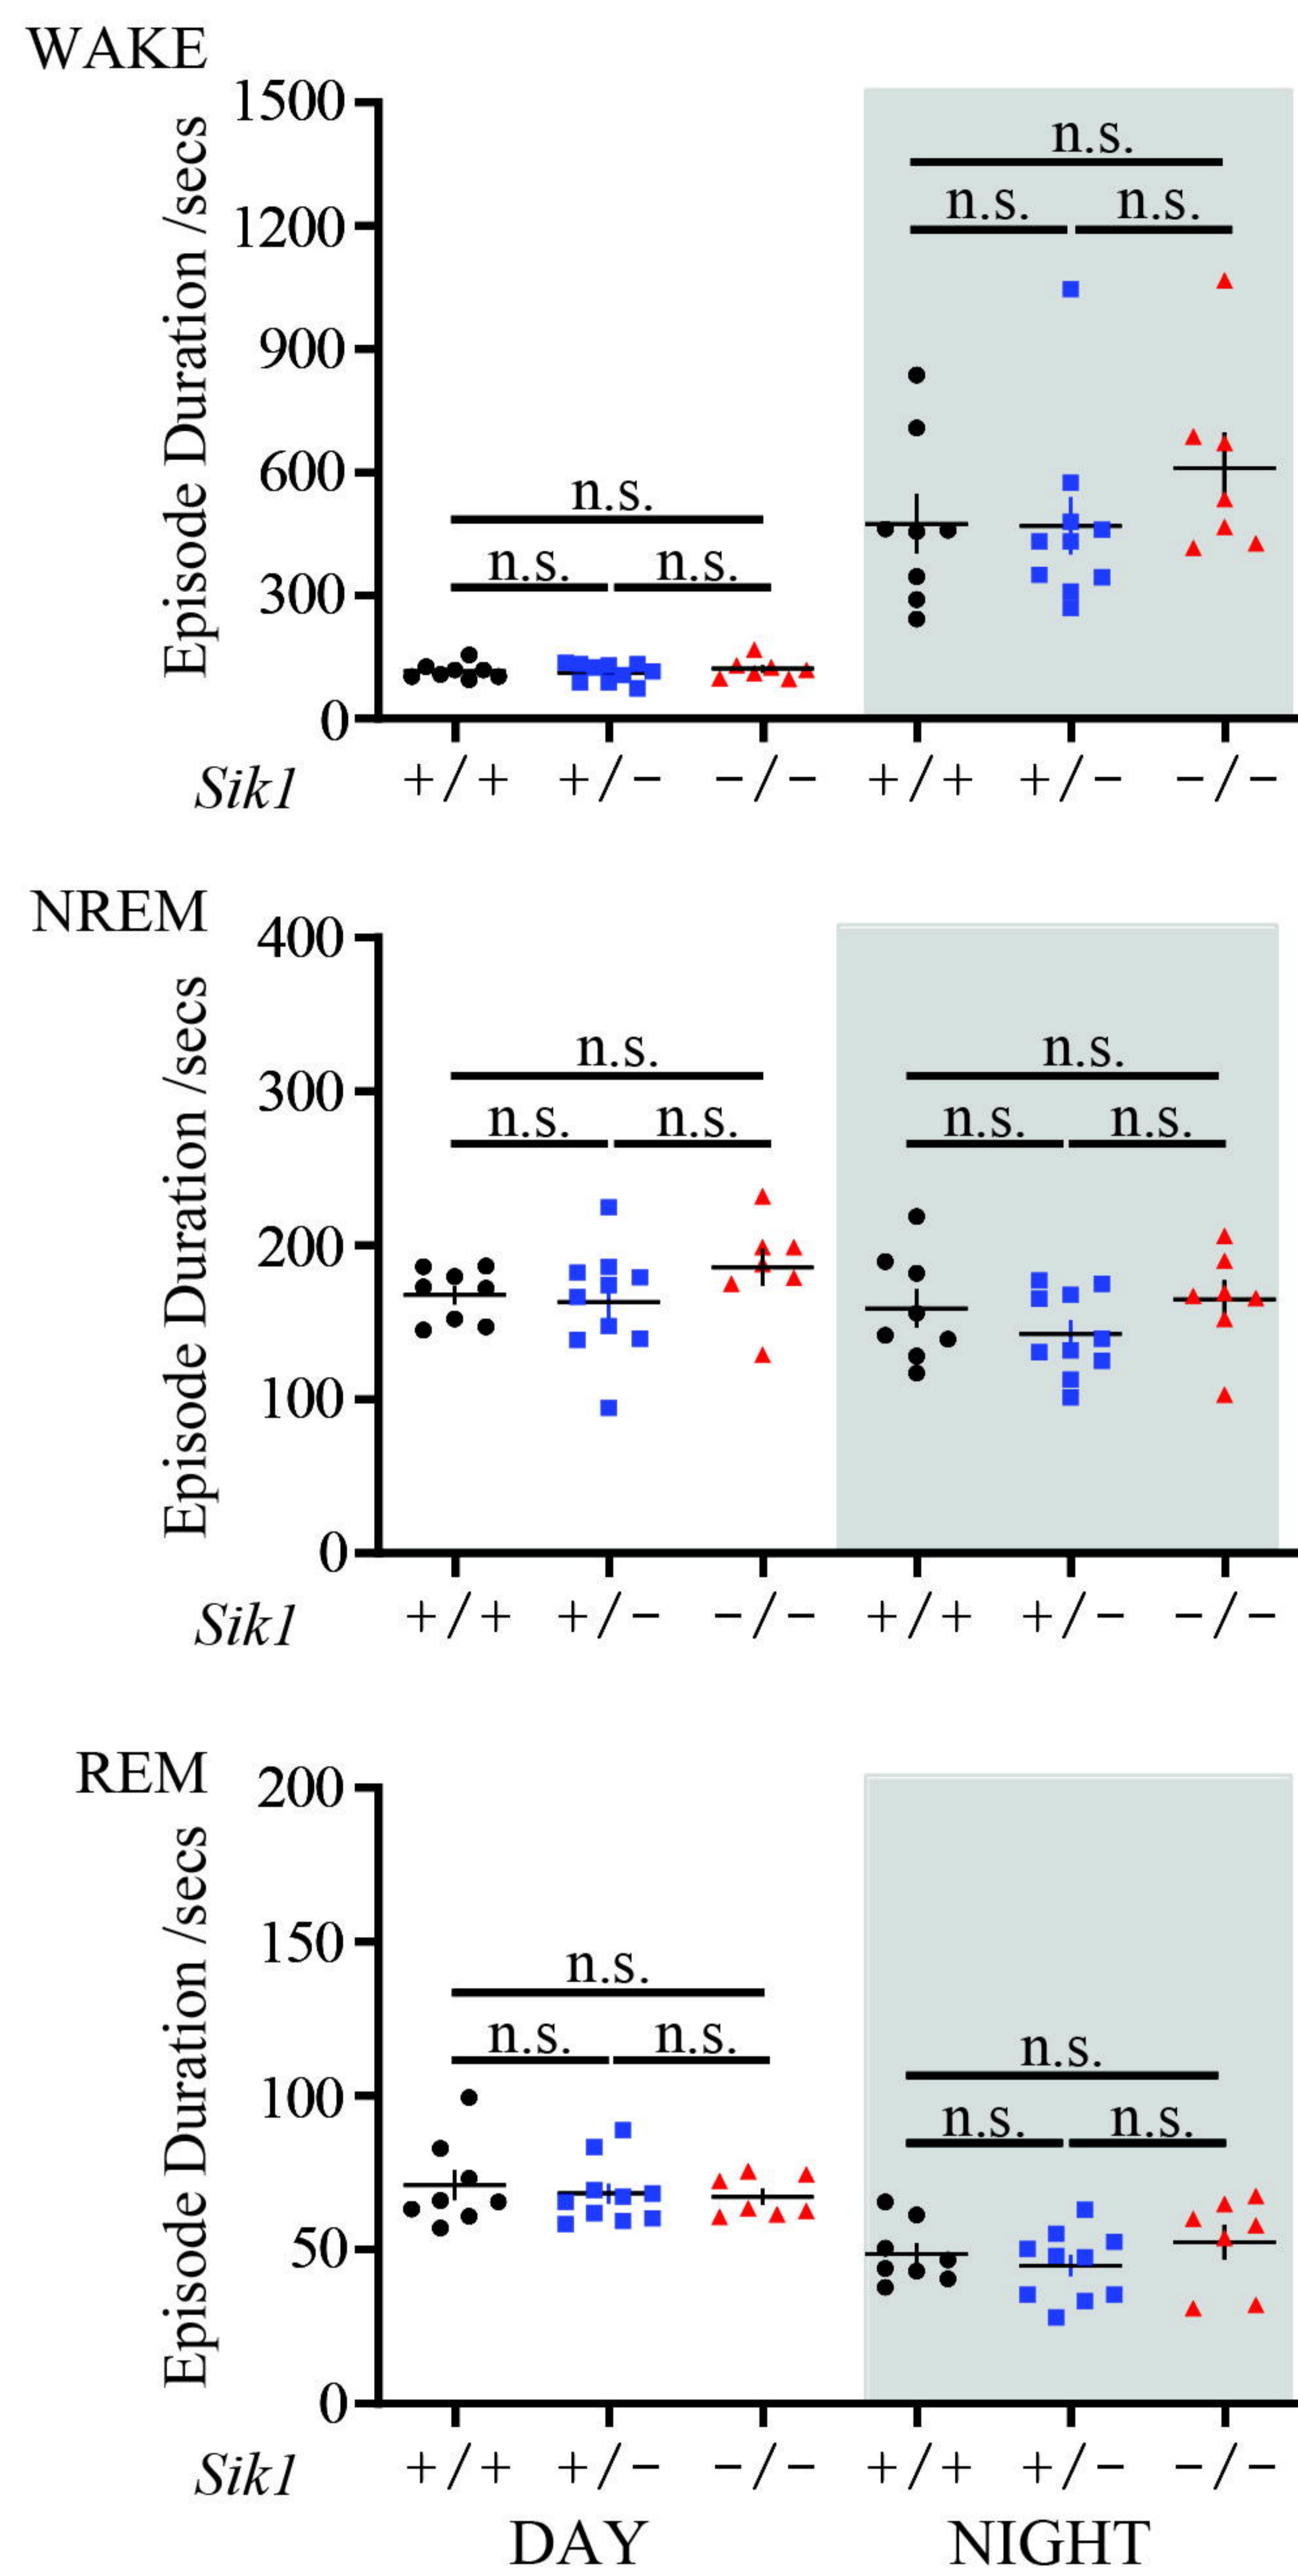 WAKE
Episode Duration /secs
1500
1200
900
600
300
0
n.s.
n.s. n.s.
n.s.
n.s. n.s.
Sik1 +/+ +/− −/− +/+ +/− −/−
NREM
Episode Duration /secs
400
300
200
100
0
n.s. n.s.
n.s. n.s. n.s. n.s.
Sik1 +/+ +/− −/− +/+ +/− −/−
REM
Episode Duration /secs
200
150
100
50
0
n.s.
n.s. n.s.
n.s.
n.s. n.s.
Sik1 +/+ +/− −/− +/+ +/− −/−
DAY NIGHT